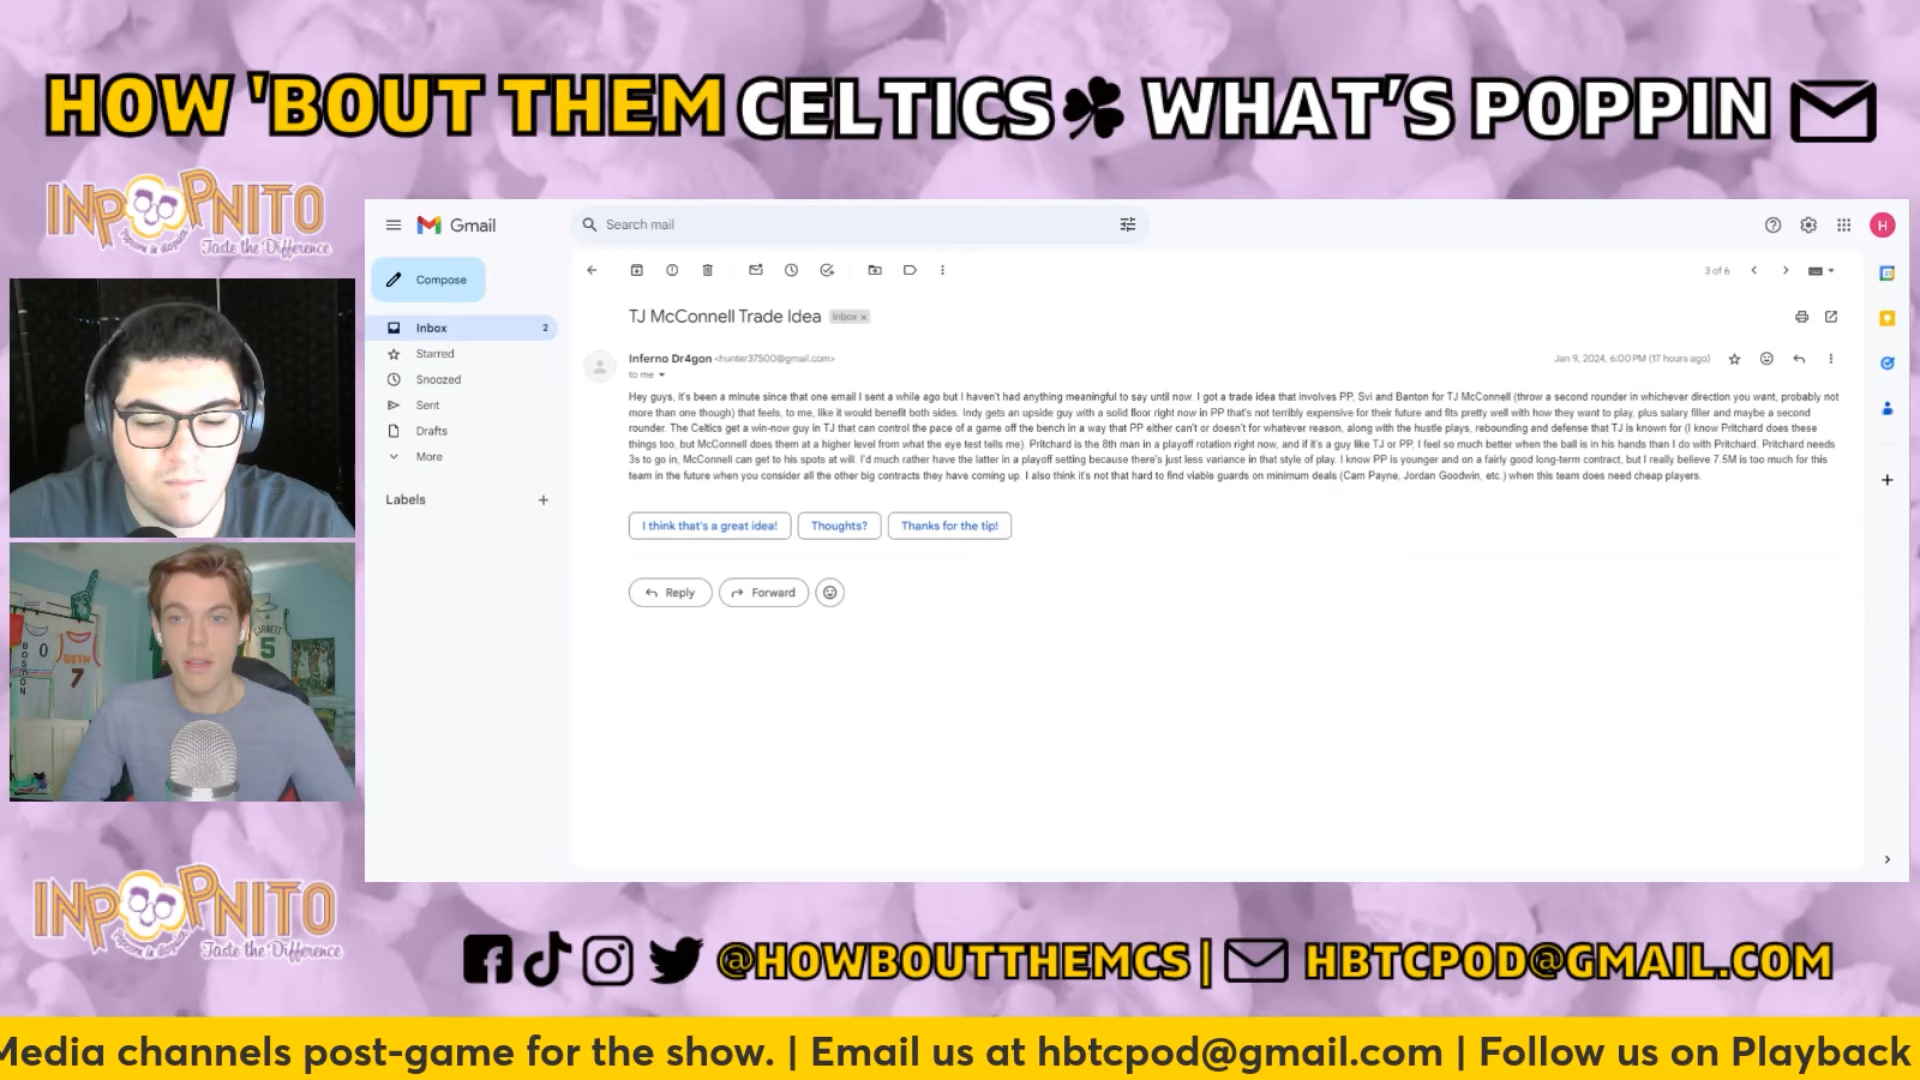 HOW 'BOUT THEM CELTICS WHAT'S POPPIN
INPOPNITO
Popcorn in disguise
Taste the Difference
Gmail
Search mail
H
Compose
3 of 6
Inbox 2
Starred
Snoozed
Sent
Drafts
More
Labels
TJ McConnell Trade Idea Inbox x
Inferno Dr4gon <hunter37500@gmail.com>
Jan 9, 2024, 6:00 PM (17 hours ago)
to me
Hey guys, it's been a minute since that one email I sent a while ago but I haven't had anything meaningful to say until now. I got a trade idea that involves PP, Svi and Banton for TJ McConnell (throw a second rounder in whichever direction you want, probably not
more than one though) that feels, to me, like it would benefit both sides. Indy gets an upside guy with a solid floor right now in PP that's not terribly expensive for their future and fits pretty well with how they want to play, plus salary filler and maybe a second
rounder. The Celtics get a win-now guy in TJ that can control the pace of a game off the bench in a way that PP either can't or doesn't for whatever reason, along with the hustle plays, rebounding and defense that TJ is known for (I know Pritchard does these
things too, but McConnell does them at a higher level from what the eye test tells me). Pritchard is the 8th man in a playoff rotation right now, and if it's a guy like TJ or PP, I feel so much better when the ball is in his hands than I do with Pritchard. Pritchard needs
3s to go in, McConnell can get to his spots at will. I'd much rather have the latter in a playoff setting because there's just less variance in that style of play. I know PP is younger and on a fairly good long-term contract, but I really believe 7.5M is too much for this
team in the future when you consider all the other big contracts they have coming up. I also think it's not that hard to find viable guards on minimum deals (Cam Payne, Jordan Goodwin, etc.) when this team does need cheap players.
I think that's a great idea!
Thoughts?
Thanks for the tip!
Reply
Forward
BOSTON
0
BSTN
7
GARNETT
5
INPOPNITO
Popcorn in disguise
Taste the Difference
@HOWBOUTTHEMCS | HBTCPOD@GMAIL.COM
Media channels post-game for the show. | Email us at hbtcpod@gmail.com | Follow us on Playback